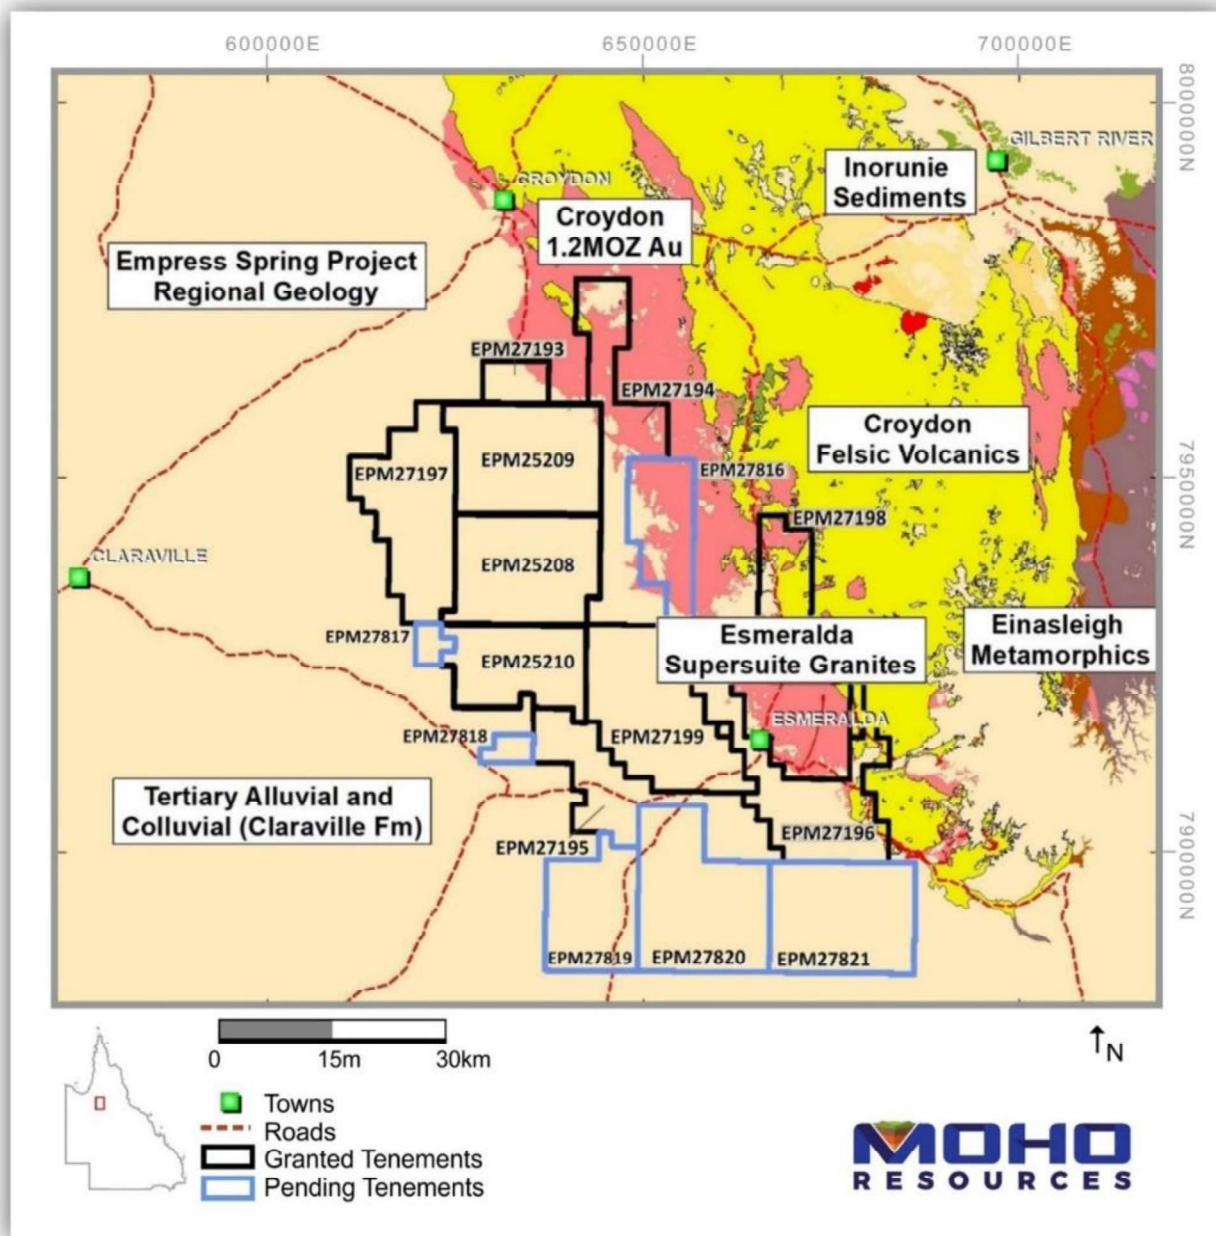 600000E
650000E
700000E
800000N
GILBERT RIVER
Inorunie
Sediments
CROYDON
Croydon
1.2MOZ Au
Empress Spring Project
Regional Geology
EPM27193
EPM27194
Croydon
Felsic Volcanics
EPM25209
EPM27197
EPM27816
795000N
EPM27198
CLARAVILLE
EPM25208
EPM27817
Esmeralda
Supersuite Granites
Einasleigh
Metamorphics
EPM25210
ESMERALDA
EPM27818
EPM27199
Tertiary Alluvial and
Colluvial (Claraville Fm)
EPM27196
EPM27195
790000N
EPM27819
EPM27820
EPM27821
0 15m 30km
N
Towns
Roads
Granted Tenements
Pending Tenements
MOHO
RESOURCES